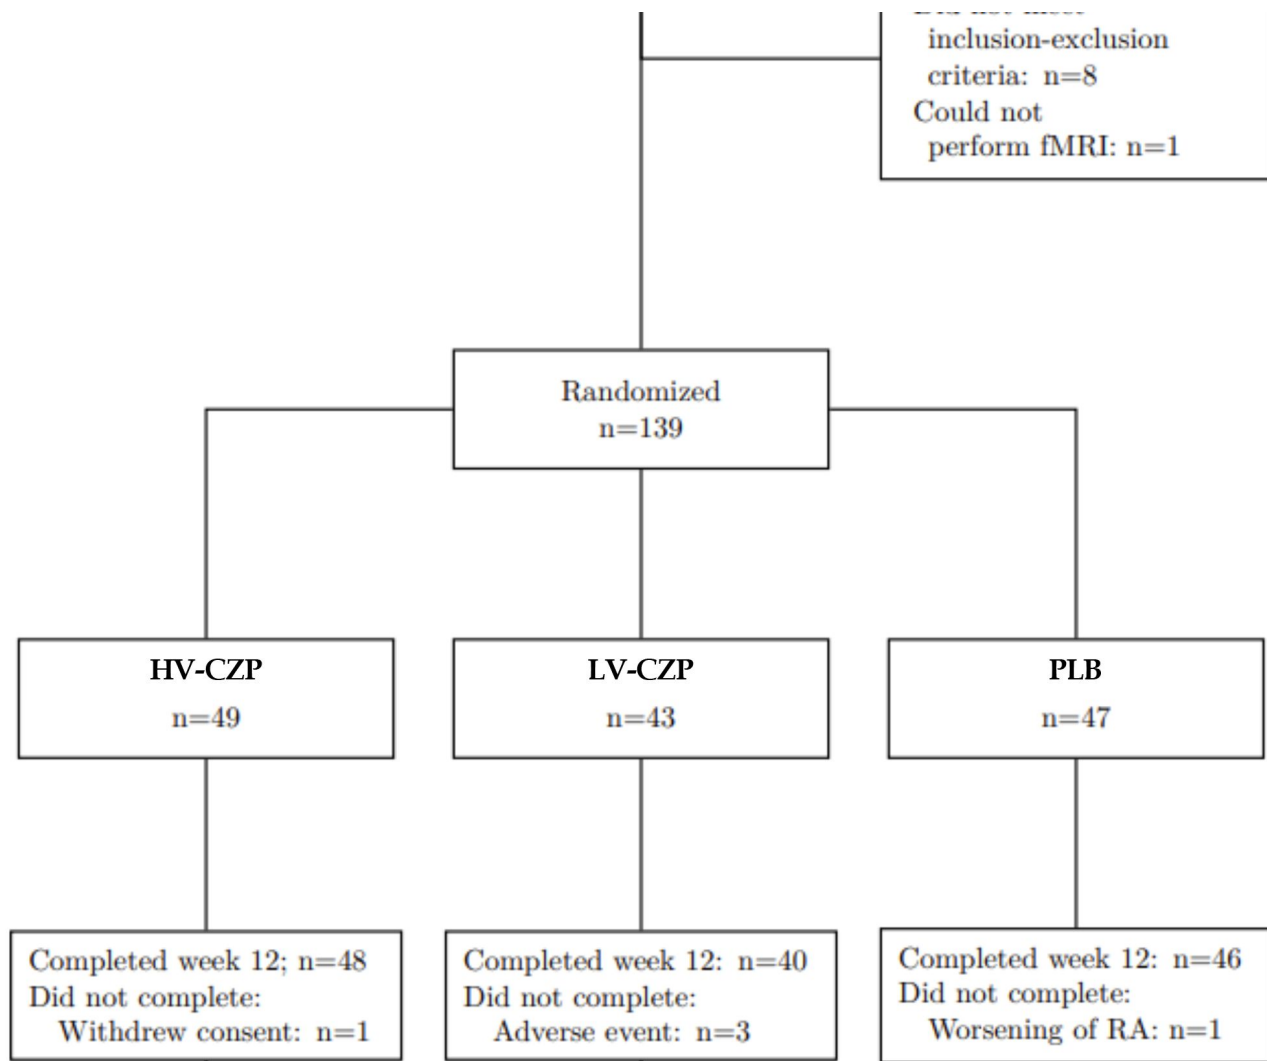 inclusion-exclusion
criteria: n=8
Could not
perform fMRI: n=1
Randomized
n=139
HV-CZP
n=49
LV-CZP
n=43
PLB
n=47
Completed week 12; n=48
Did not complete:
Withdrew consent: n=1
Completed week 12: n=40
Did not complete:
Adverse event: n=3
Completed week 12: n=46
Did not complete:
Worsening of RA: n=1